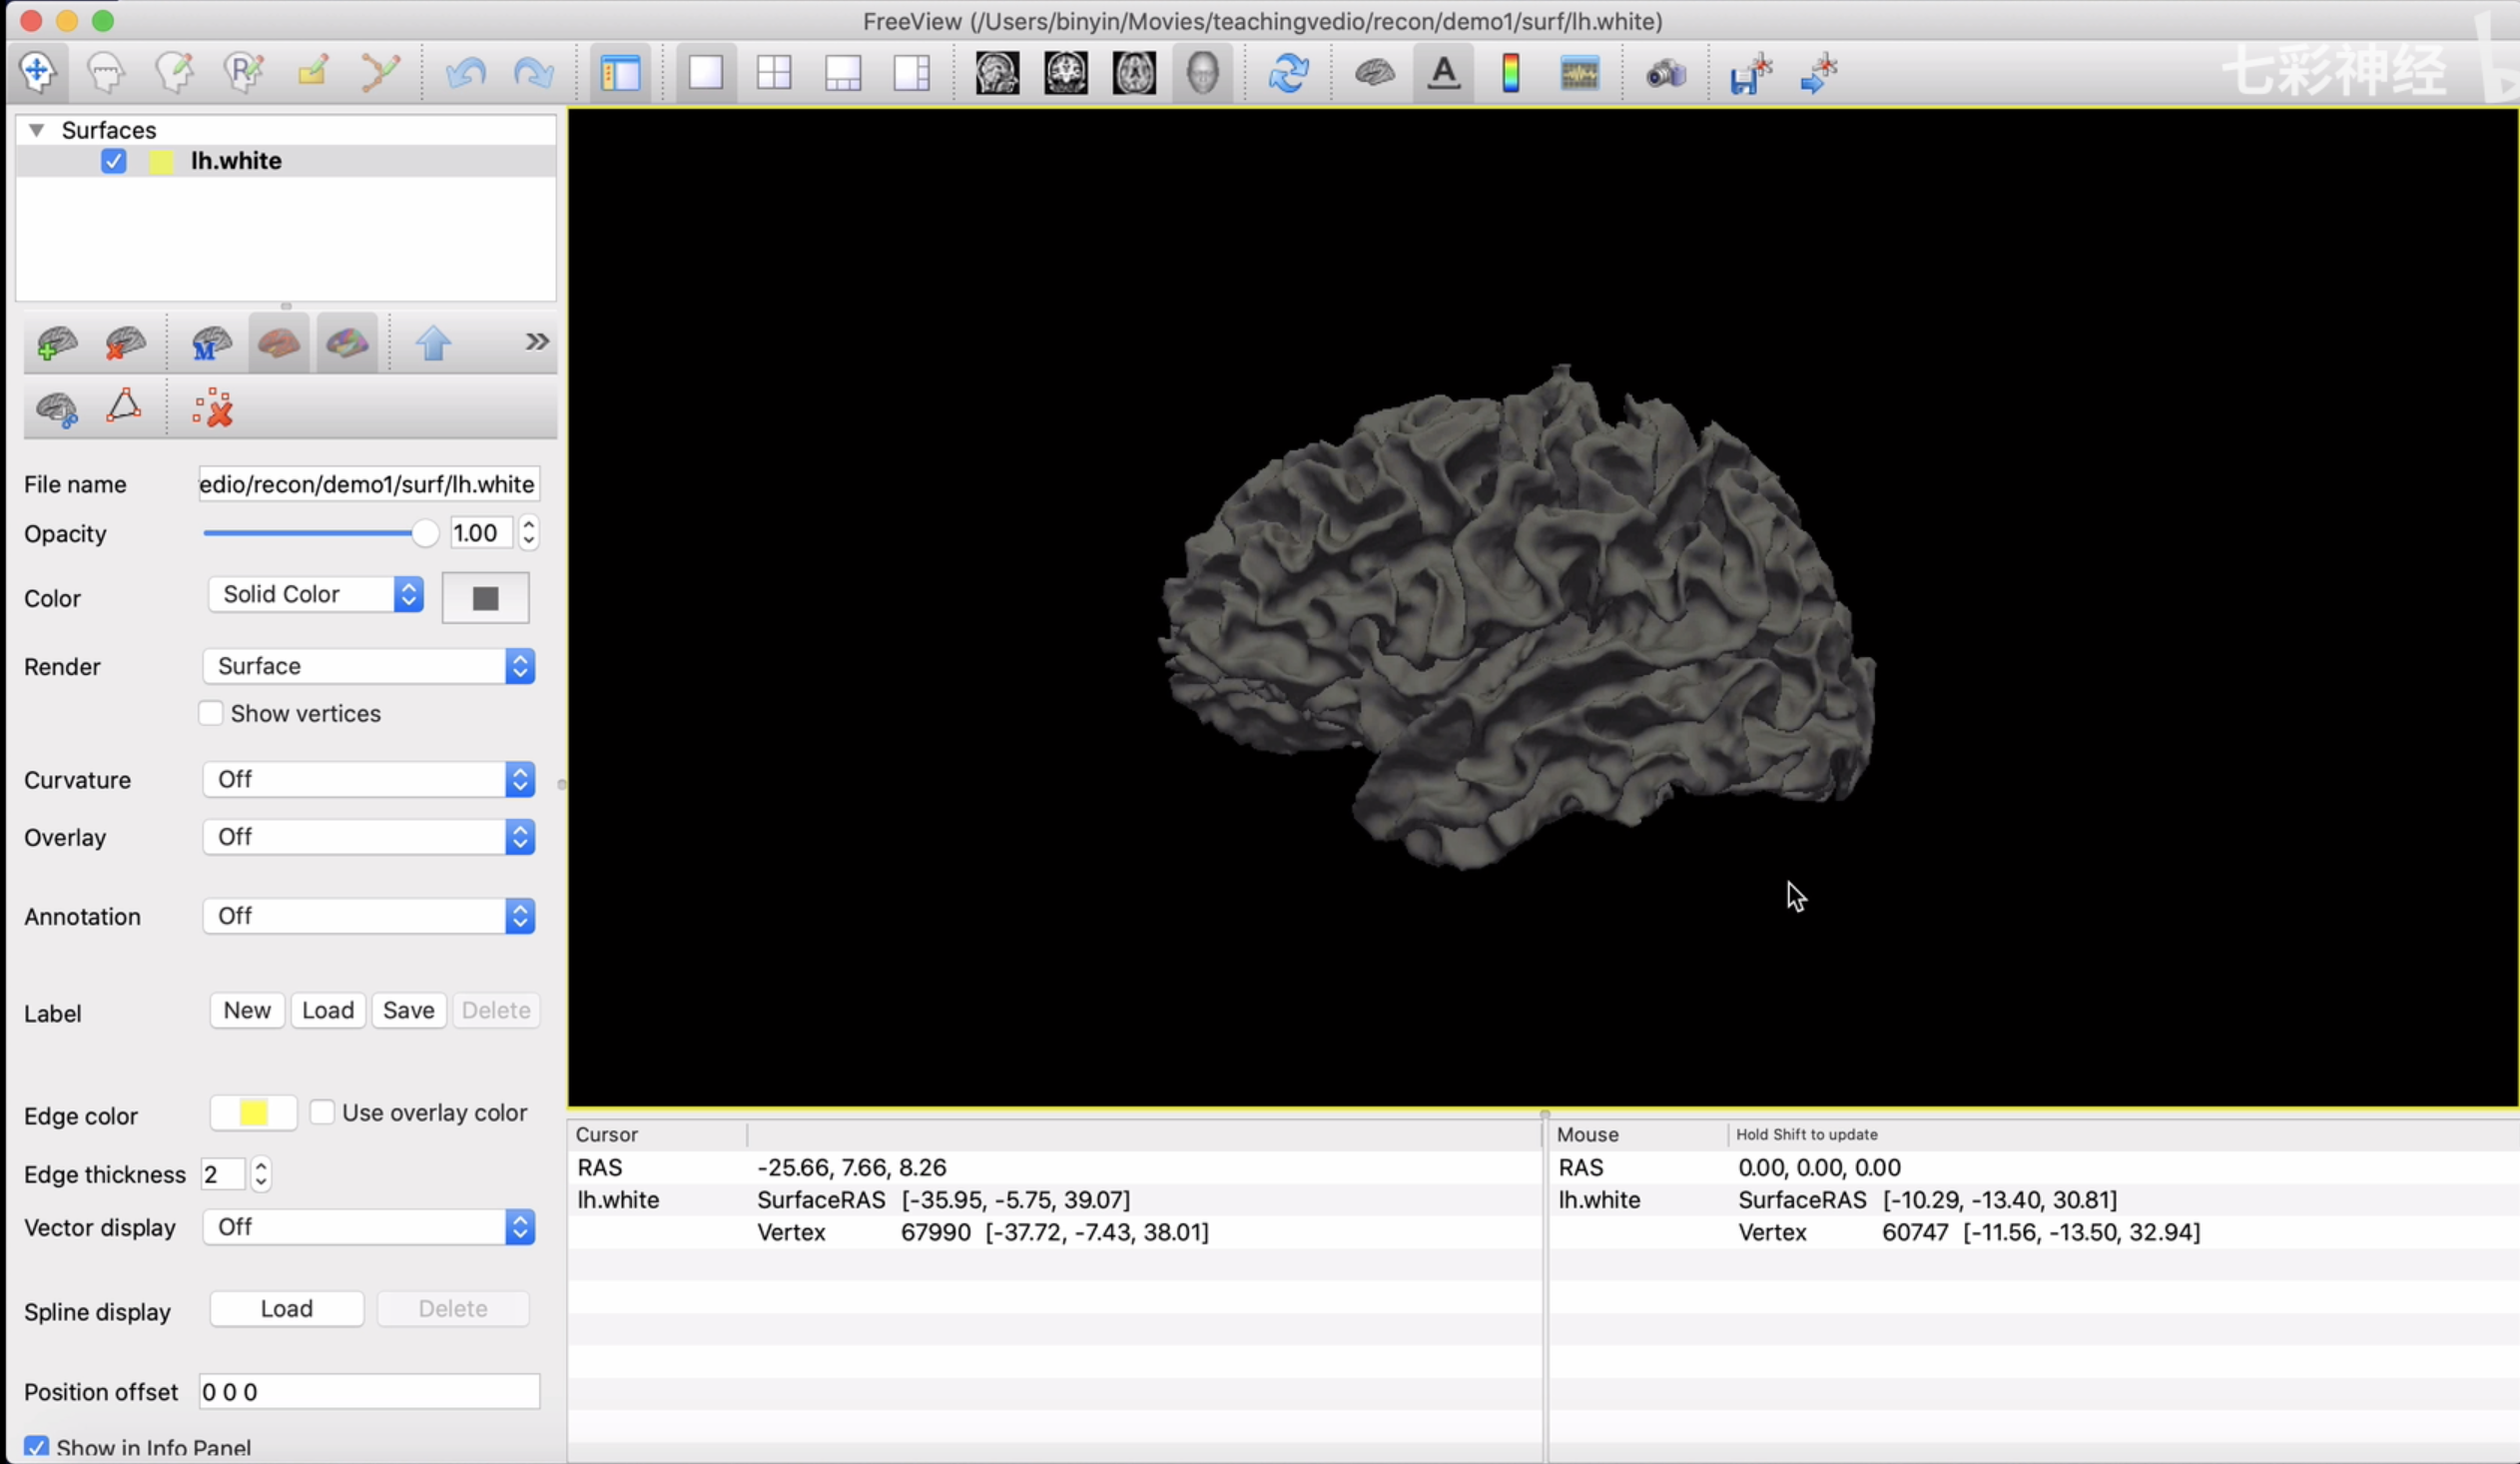 FreeView (/Users/binyin/Movies/teachingvedio/recon/demo1/surf/lh.white)
七彩神经
Surfaces
lh.white
File name edio/recon/demo1/surf/lh.white
Opacity 1.00
Color Solid Color
Render Surface
Show vertices
Curvature Off
Overlay Off
Annotation Off
Label New Load Save Delete
Edge color Use overlay color
Edge thickness 2
Vector display Off
Spline display Load Delete
Position offset 0 0 0
Show in Info Panel
Cursor
RAS -25.66, 7.66, 8.26
lh.white SurfaceRAS [-35.95, -5.75, 39.07]
Vertex 67990 [-37.72, -7.43, 38.01]
Mouse Hold Shift to update
RAS 0.00, 0.00, 0.00
lh.white SurfaceRAS [-10.29, -13.40, 30.81]
Vertex 60747 [-11.56, -13.50, 32.94]